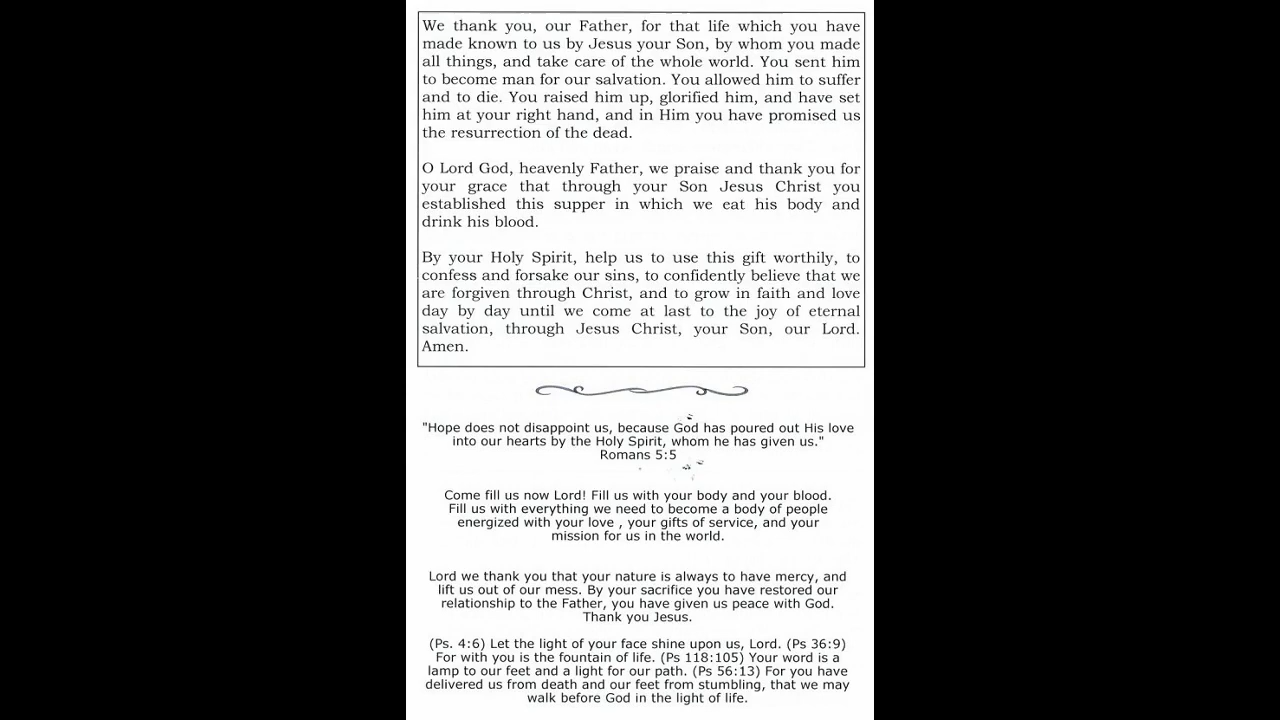 We thank you, our Father, for that life which you have
made known to us by Jesus your Son, by whom you made
all things, and take care of the whole world. You sent him
to become man for our salvation. You allowed him to suffer
and to die. You raised him up, glorified him, and have set
him at your right hand, and in Him you have promised us
the resurrection of the dead.
O Lord God, heavenly Father, we praise and thank you for
your grace that through your Son Jesus Christ you
established this supper in which we eat his body and
drink his blood.
By your Holy Spirit, help us to use this gift worthily, to
confess and forsake our sins, to confidently believe that we
are forgiven through Christ, and to grow in faith and love
day by day until we come at last to the joy of eternal
salvation, through Jesus Christ, your Son, our Lord.
Amen.
"Hope does not disappoint us, because God has poured out His love
into our hearts by the Holy Spirit, whom he has given us."
Romans 5:5
Come fill us now Lord! Fill us with your body and your blood.
Fill us with everything we need to become a body of people
energized with your love , your gifts of service, and your
mission for us in the world.
Lord we thank you that your nature is always to have mercy, and
lift us out of our mess. By your sacrifice you have restored our
relationship to the Father, you have given us peace with God.
Thank you Jesus.
(Ps. 4:6) Let the light of your face shine upon us, Lord. (Ps 36:9)
For with you is the fountain of life. (Ps 118:105) Your word is a
lamp to our feet and a light for our path. (Ps 56:13) For you have
delivered us from death and our feet from stumbling, that we may
walk before God in the light of life.